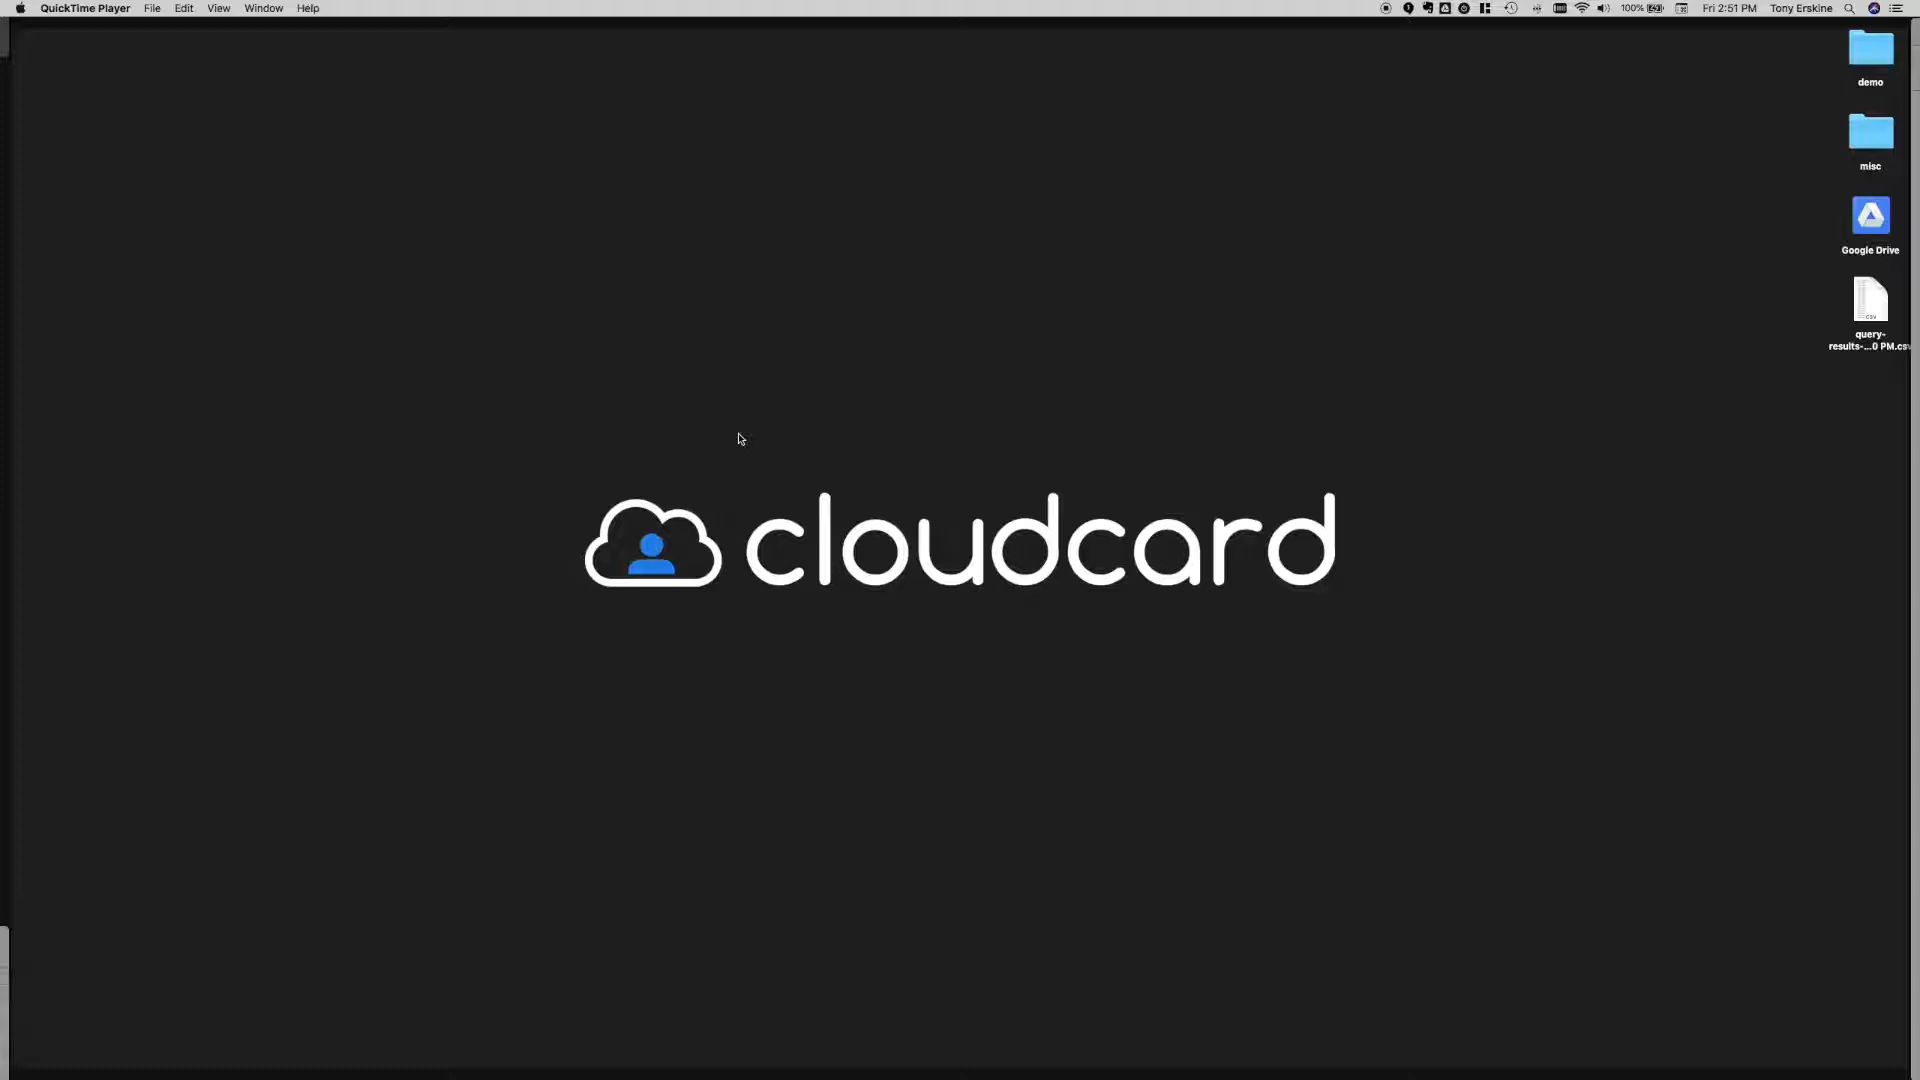 QuickTime Player File Edit View Window Help
100% Fri 2:51 PM Tony Erskine
demo
misc
Google Drive
CSV
query-
results-...0 PM.csv
cloudcard